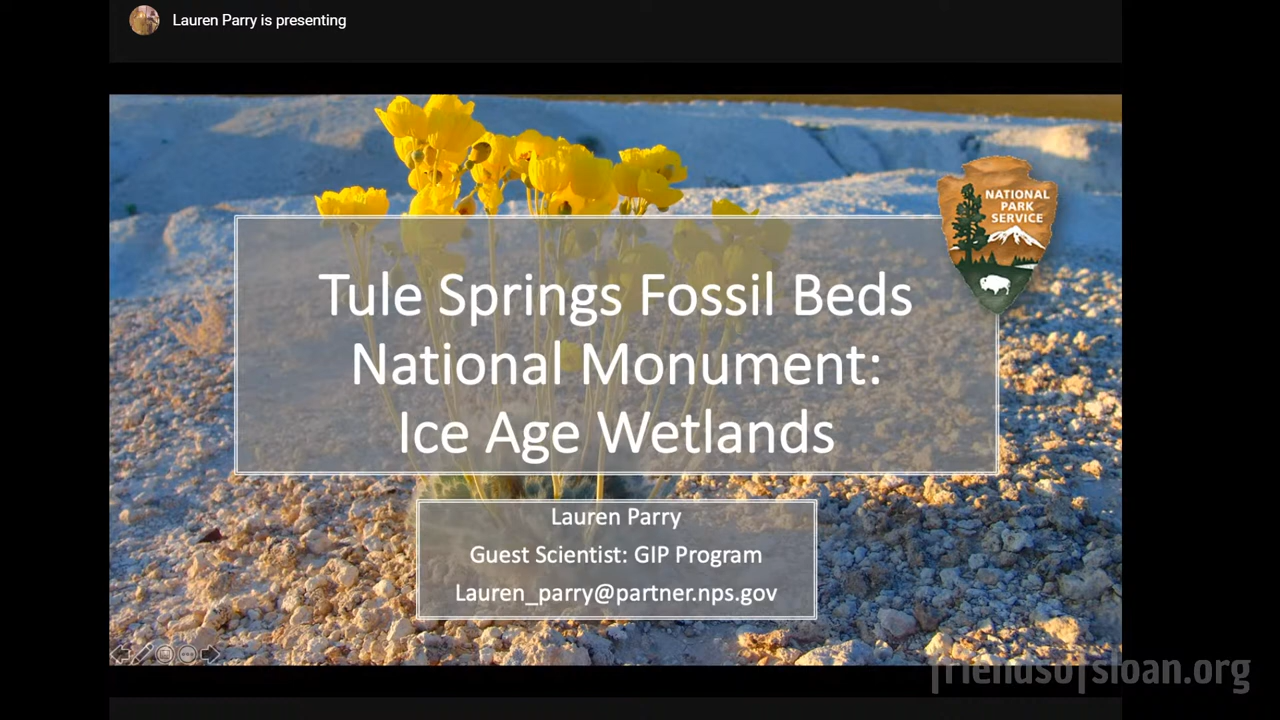 Lauren Parry is presenting
NATIONAL
PARK
SERVICE
Tule Springs Fossil Beds
National Monument:
Ice Age Wetlands
Lauren Parry
Guest Scientist: GIP Program
Lauren_parry@partner.nps.gov
friendsofsloan.org